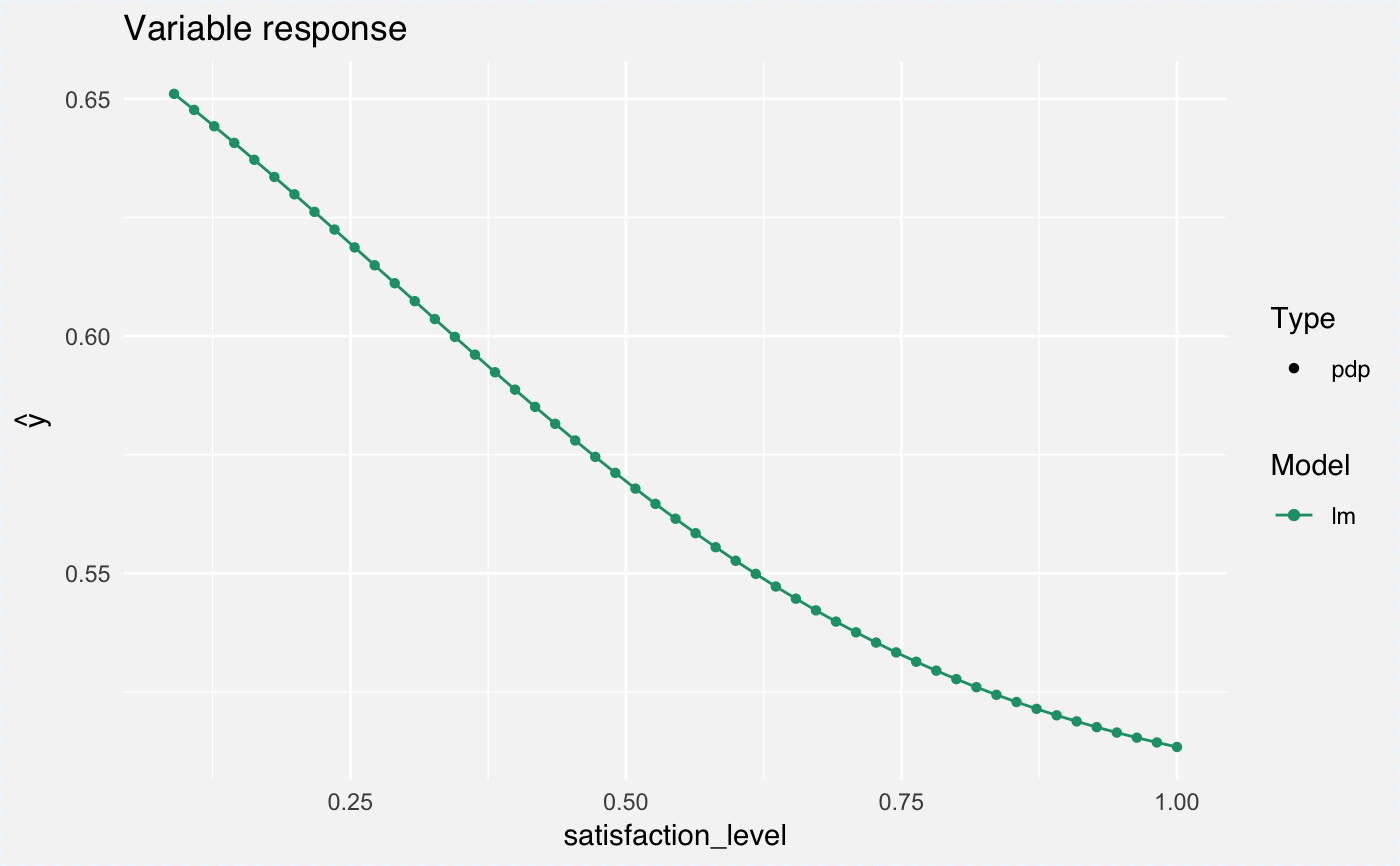 Variable response
0.65
0.60
0.55
ŷ
0.25 0.50 0.75 1.00
satisfaction_level
Type
pdp
Model
lm